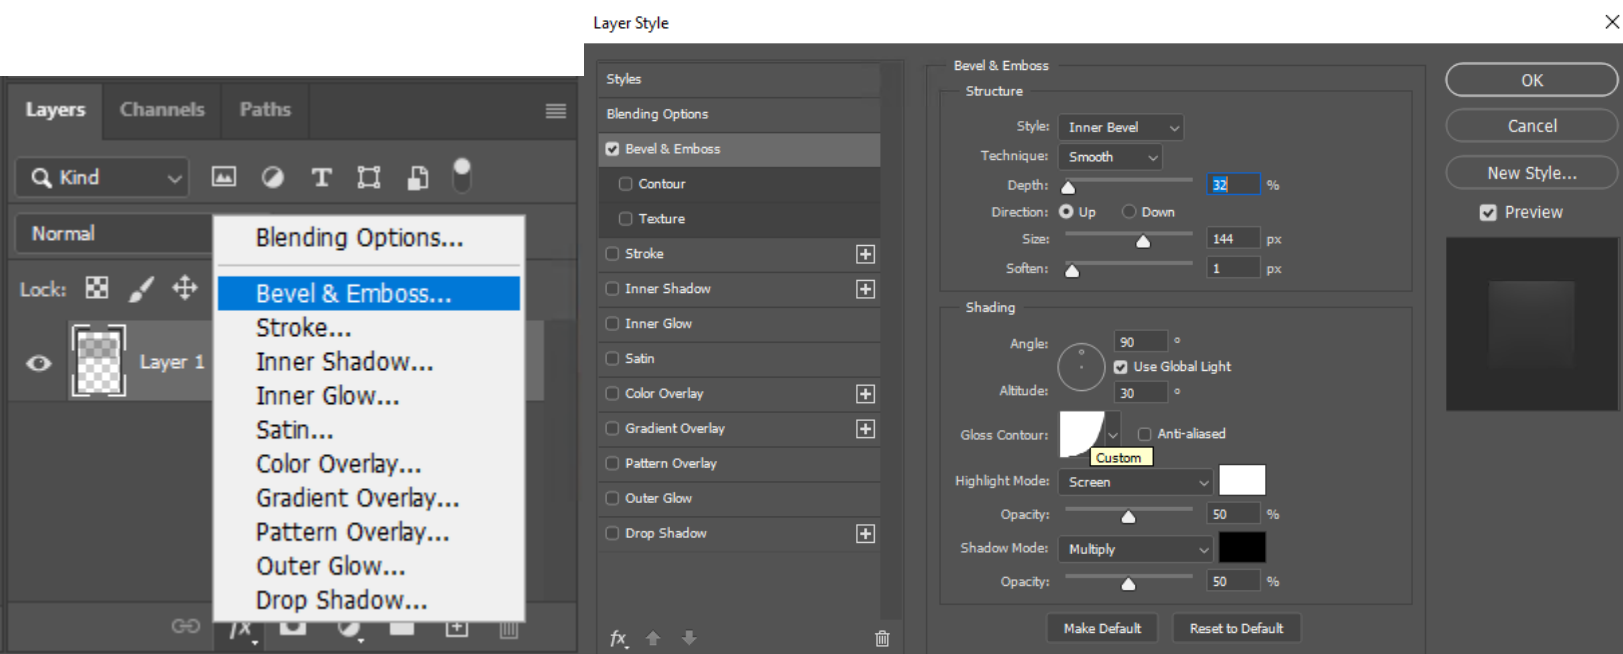 Layers Channels Paths
Kind
Normal
Lock:
Layer 1
Blending Options...
Bevel & Emboss...
Stroke...
Inner Shadow...
Inner Glow...
Satin...
Color Overlay...
Gradient Overlay...
Pattern Overlay...
Outer Glow...
Drop Shadow...
fx
Layer Style
Styles
Blending Options
Bevel & Emboss
Contour
Texture
Stroke
Inner Shadow
Inner Glow
Satin
Color Overlay
Gradient Overlay
Pattern Overlay
Outer Glow
Drop Shadow
fx
Bevel & Emboss
Structure
Style: Inner Bevel
Technique: Smooth
Depth: 32 %
Direction: Up Down
Size: 144 px
Soften: 1 px
Shading
Angle: 90 °
Use Global Light
Altitude: 30 °
Gloss Contour: Anti-aliased
Custom
Highlight Mode: Screen
Opacity: 50 %
Shadow Mode: Multiply
Opacity: 50 %
Make Default Reset to Default
OK
Cancel
New Style...
Preview